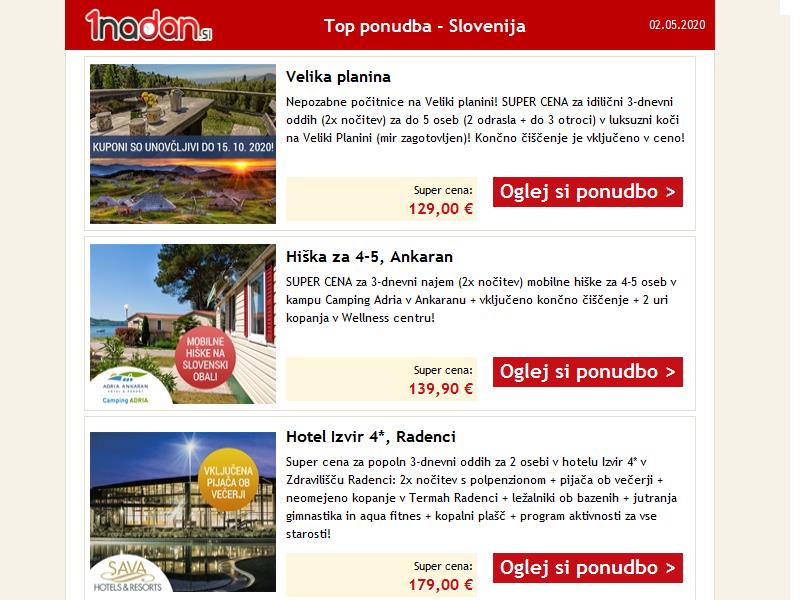 1nadan.si
Top ponudba - Slovenija
02.05.2020
KUPONI SO UNOVČLJIVI DO 15. 10. 2020!
Velika planina
Nepozabne počitnice na Veliki planini! SUPER CENA za idilični 3-dnevni
oddih (2x nočitev) za do 5 oseb (2 odrasla + do 3 otroci) v luksuzni koči
na Veliki Planini (mir zagotovljen)! Končno čiščenje je vključeno v ceno!
Super cena:
129,00 €
Oglej si ponudbo >
MOBILNE
HIŠKE NA
SLOVENSKI
OBALI
ADRIA ANKARAN
HOTEL & RESORT
Camping ADRIA
Hiška za 4-5, Ankaran
SUPER CENA za 3-dnevni najem (2x nočitev) mobilne hiške za 4-5 oseb v
kampu Camping Adria v Ankaranu + vključeno končno čiščenje + 2 uri
kopanja v Wellness centru!
Super cena:
139,90 €
Oglej si ponudbo >
VKLJUČENA
PIJAČA OB
VEČERJI
SAVA
HOTELS & RESORTS
Hotel Izvir 4*, Radenci
Super cena za popoln 3-dnevni oddih za 2 osebi v hotelu Izvir 4* v
Zdravilišču Radenci: 2x nočitev s polpenzionom + pijača ob večerji +
neomejeno kopanje v Termah Radenci + ležalniki ob bazenih + jutranja
gimnastika in aqua fitnes + kopalni plašč + program aktivnosti za vse
starosti!
Super cena:
179,00 €
Oglej si ponudbo >